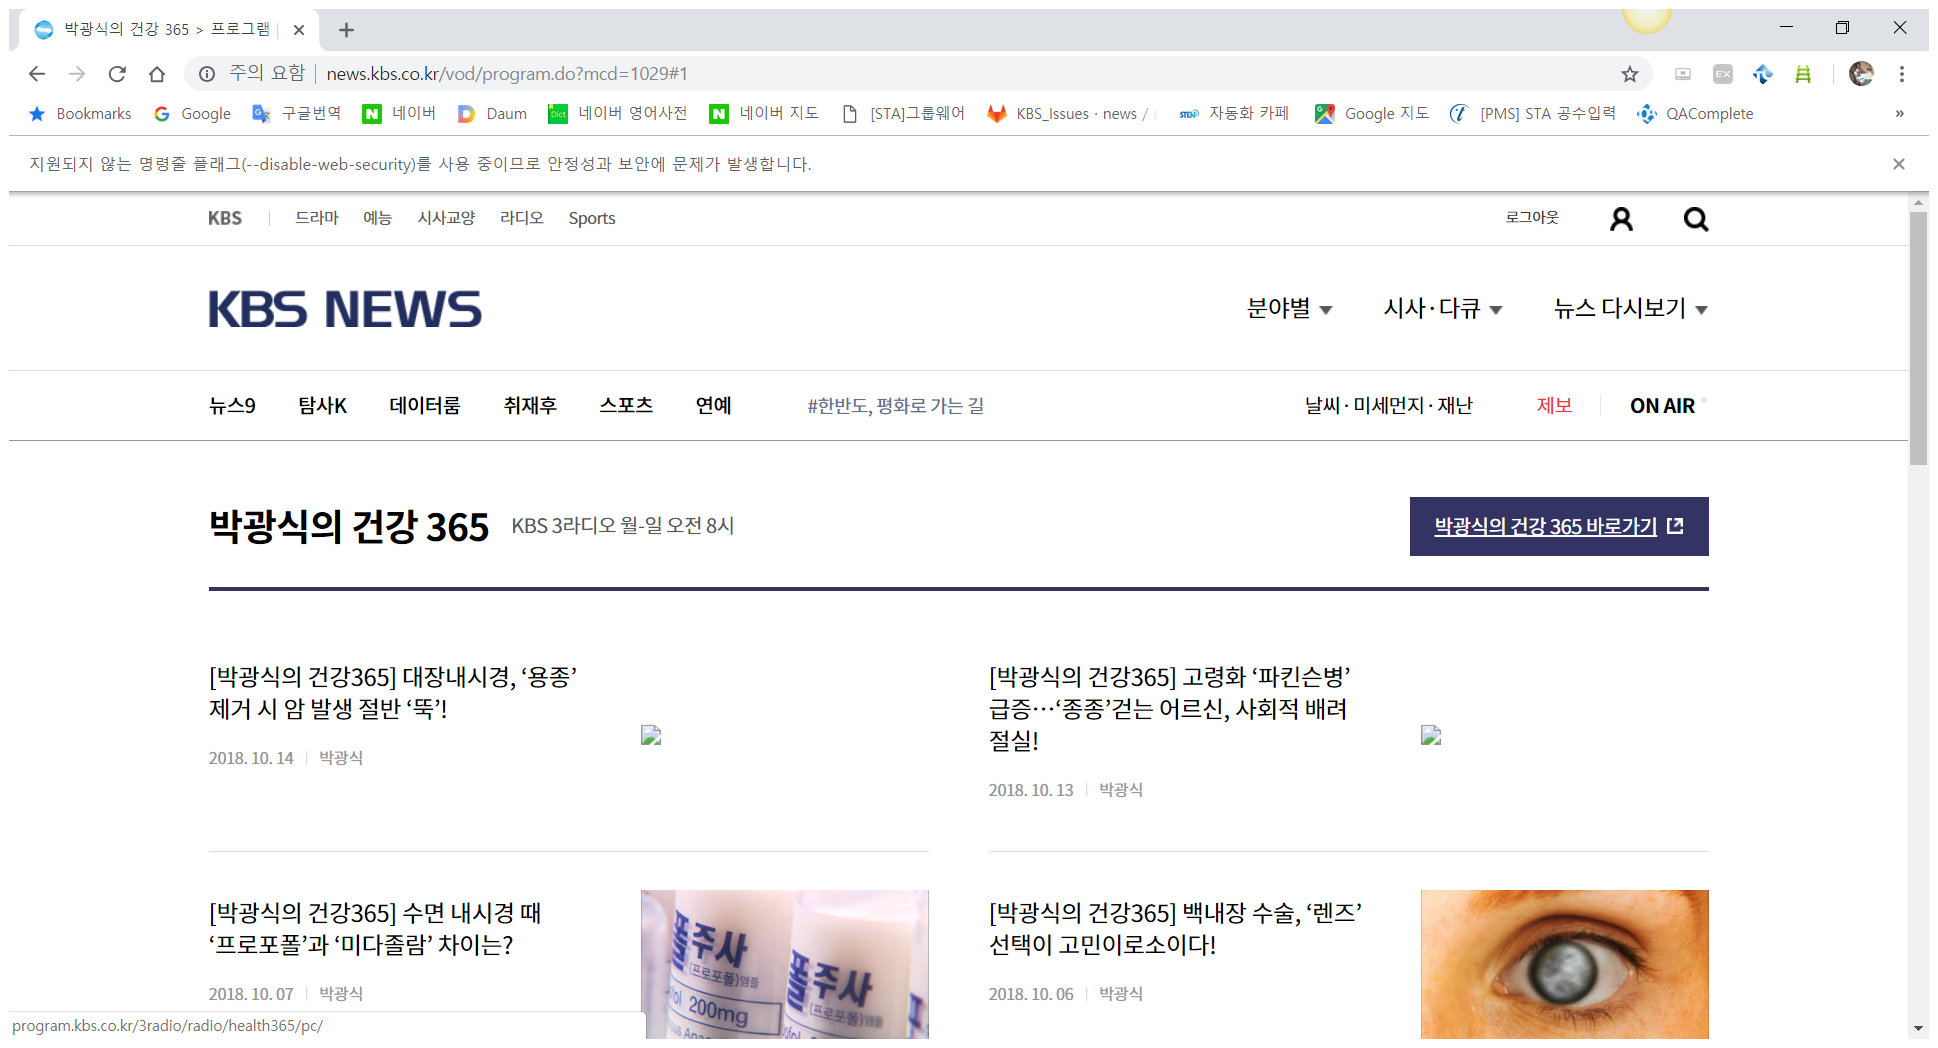 박광식의 건강 365 > 프로그램
주의 요함 news.kbs.co.kr/vod/program.do?mcd=1029#1
EX
Bookmarks Google 구글번역 네이버 Daum 네이버 영어사전 네이버 지도 [STA]그룹웨어 KBS_Issues · news / 자동화 카페 Google 지도 [PMS] STA 공수입력 QAComplete »
지원되지 않는 명령줄 플래그(--disable-web-security)를 사용 중이므로 안정성과 보안에 문제가 발생합니다.
KBS 드라마 예능 시사교양 라디오 Sports 로그아웃
KBS NEWS 분야별 시사·다큐 뉴스 다시보기
뉴스9 탐사K 데이터룸 취재후 스포츠 연예 #한반도, 평화로 가는 길 날씨·미세먼지·재난 제보 ON AIR
박광식의 건강 365 KBS 3라디오 월-일 오전 8시 박광식의 건강 365 바로가기
[박광식의 건강365] 대장내시경, ‘용종’
제거 시 암 발생 절반 ‘뚝’!
2018. 10. 14 박광식
[박광식의 건강365] 고령화 ‘파킨슨병’
급증…‘종종’걷는 어르신, 사회적 배려
절실!
2018. 10. 13 박광식
[박광식의 건강365] 수면 내시경 때
‘프로포폴’과 ‘미다졸람’ 차이는?
2018. 10. 07 박광식
폴주사
(프로포폴)앰플
200mg
폴주사
(프로포폴)앰플
[박광식의 건강365] 백내장 수술, ‘렌즈’
선택이 고민이로소이다!
2018. 10. 06 박광식
program.kbs.co.kr/3radio/radio/health365/pc/